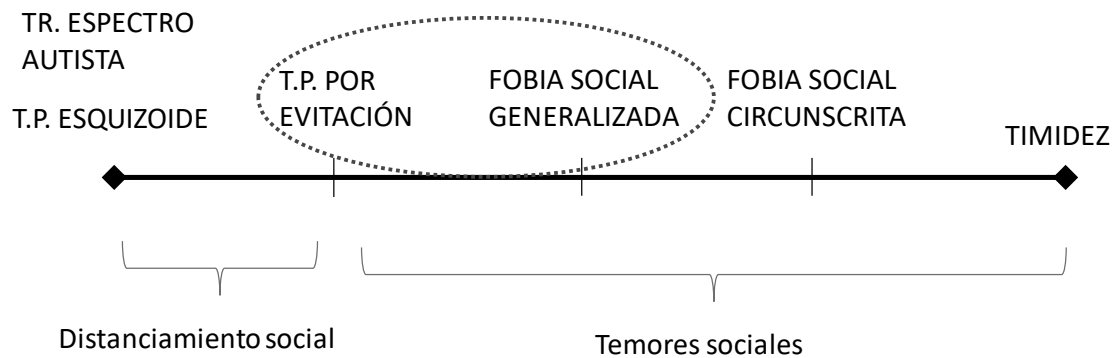 TR. ESPECTRO
AUTISTA
T.P. ESQUIZOIDE
T.P. POR
EVITACIÓN
FOBIA SOCIAL
GENERALIZADA
FOBIA SOCIAL
CIRCUNSCRITA
TIMIDEZ
Distanciamiento social
Temores sociales